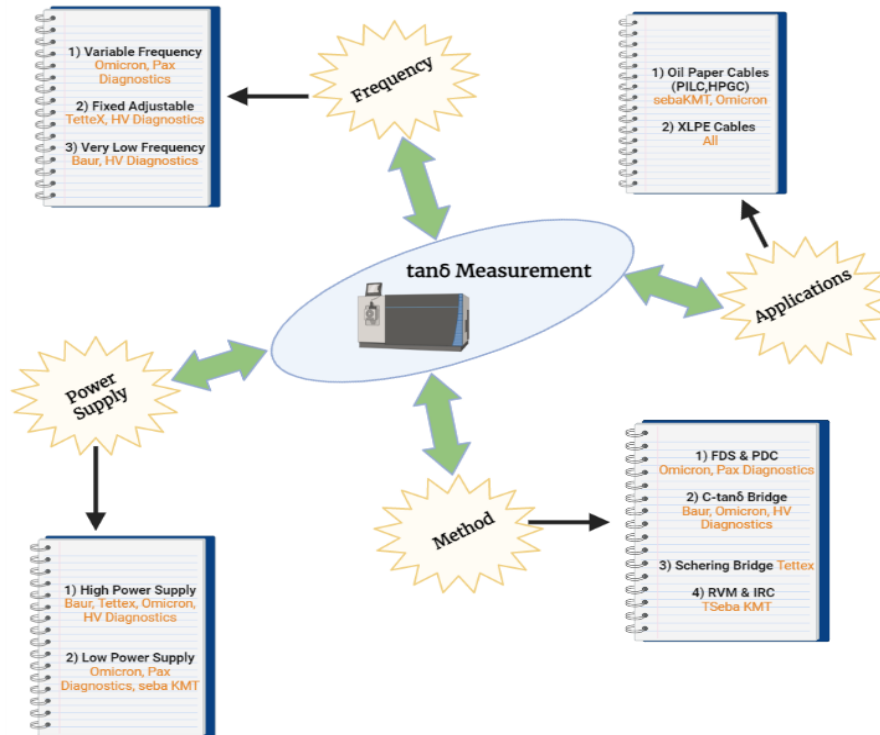 1) Variable Frequency
Omicron, Pax
Diagnostics
2) Fixed Adjustable
TetteX, HV Diagnostics
3) Very Low Frequency
Baur, HV Diagnostics
Frequency
1) Oil Paper Cables
(PILC,HPGC)
sebaKMT, Omicron
2) XLPE Cables
All
tanδ Measurement
Applications
Power
Supply
Method
1) FDS & PDC
Omicron, Pax Diagnostics
2) C-tanδ Bridge
Baur, Omicron, HV
Diagnostics
3) Schering Bridge Tettex
4) RVM & IRC
TSeba KMT
1) High Power Supply
Baur, Tettex, Omicron,
HV Diagnostics
2) Low Power Supply
Omicron, Pax
Diagnostics, seba KMT